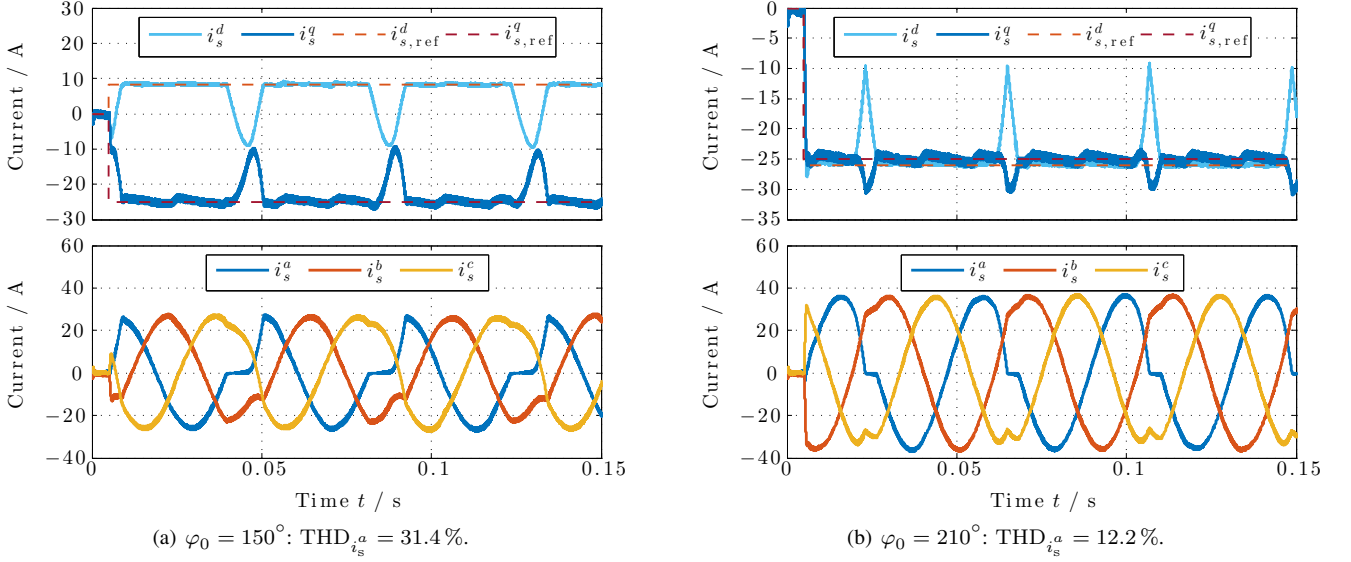 30
20
10
0
−10
−20
−30
Current / A
i_s^d i_s^q i_{s,ref}^d i_{s,ref}^q
60
40
20
0
−20
−40
Current / A
i_s^a i_s^b i_s^c
0 0.05 0.1 0.15
Time t / s
(a) φ₀ = 150°: THD_{i_s^a} = 31.4 %.
0
−5
−10
−15
−20
−25
−30
−35
Current / A
i_s^d i_s^q i_{s,ref}^d i_{s,ref}^q
60
40
20
0
−20
−40
Current / A
i_s^a i_s^b i_s^c
0 0.05 0.1 0.15
Time t / s
(b) φ₀ = 210°: THD_{i_s^a} = 12.2 %.